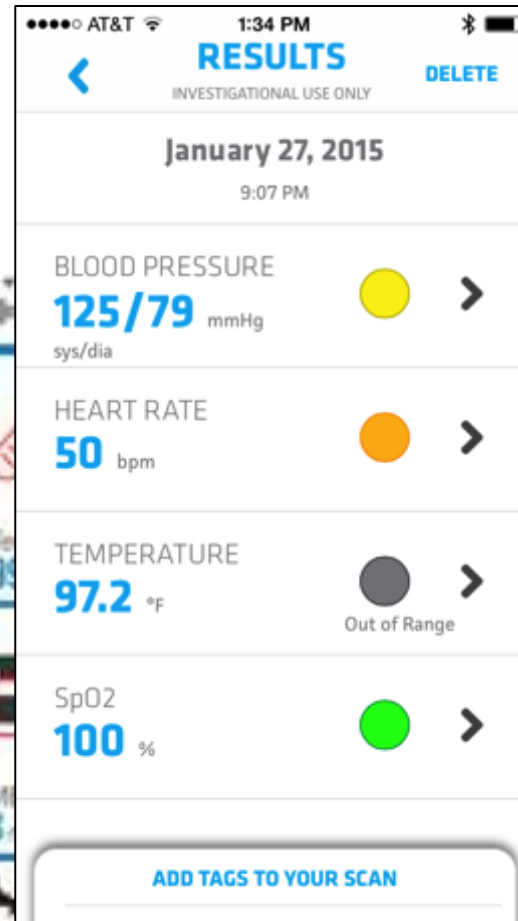 AT&T 1:34 PM
RESULTS
DELETE
INVESTIGATIONAL USE ONLY
January 27, 2015
9:07 PM
BLOOD PRESSURE
125/79 mmHg
sys/dia
HEART RATE
50 bpm
TEMPERATURE
97.2 °F
Out of Range
SpO2
100 %
ADD TAGS TO YOUR SCAN